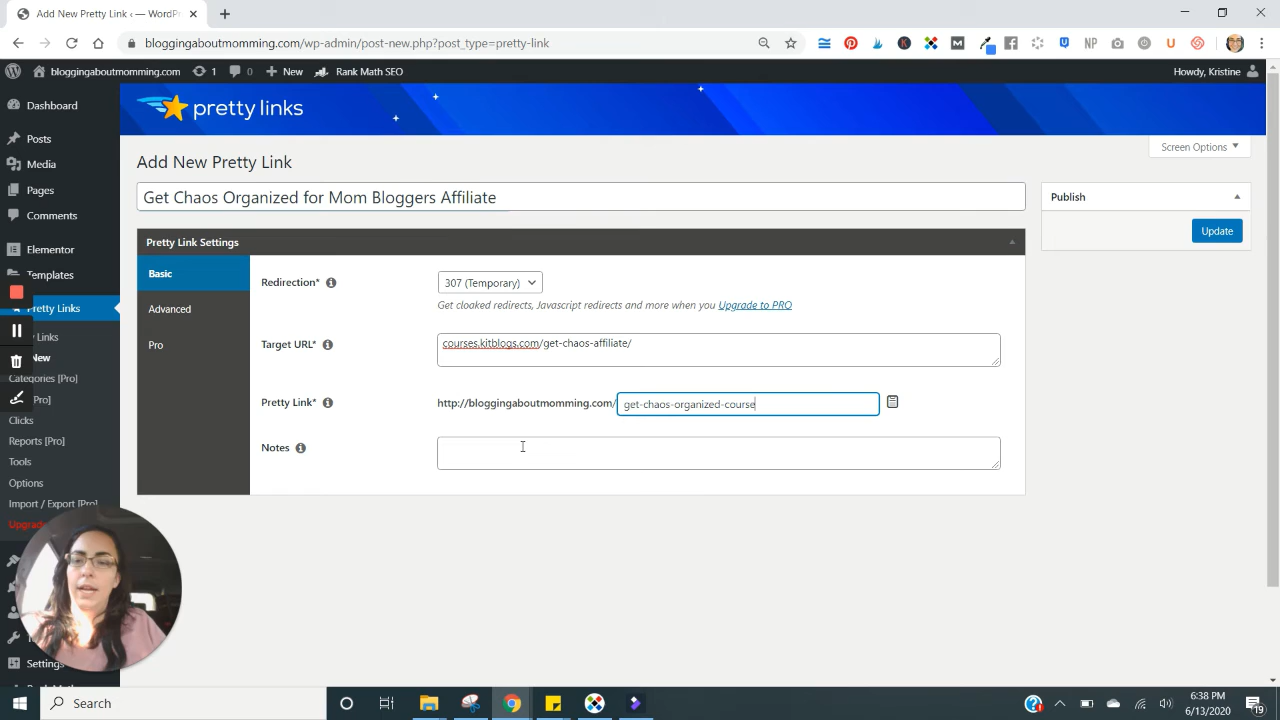 Add New Pretty Link ‹ — WordPr
bloggingaboutmomming.com/wp-admin/post-new.php?post_type=pretty-link
bloggingaboutmomming.com 1 0 New Rank Math SEO Howdy, Kristine
Dashboard
Posts
Media
Pages
Comments
Elementor
Templates
Pretty Links
Links
New
Categories [Pro]
[Pro]
Clicks
Reports [Pro]
Tools
Options
Import / Export [Pro]
Upgrade
Settings
pretty links
Screen Options
Add New Pretty Link
Get Chaos Organized for Mom Bloggers Affiliate
Pretty Link Settings
Basic
Advanced
Pro
Redirection* 307 (Temporary)
Get cloaked redirects, Javascript redirects and more when you Upgrade to PRO
Target URL* courses.kitblogs.com/get-chaos-affiliate/
Pretty Link* http://bloggingaboutmomming.com/ get-chaos-organized-course
Notes
Publish
Update
Search
6:38 PM
6/13/2020
19